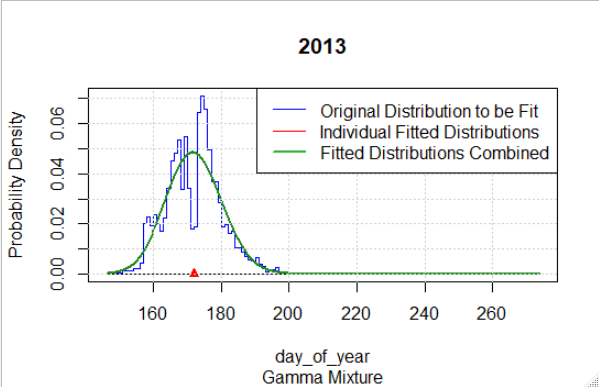 2013
Probability Density
0.06
0.04
0.02
0.00
Original Distribution to be Fit
Individual Fitted Distributions
Fitted Distributions Combined
160 180 200 220 240 260
day_of_year
Gamma Mixture